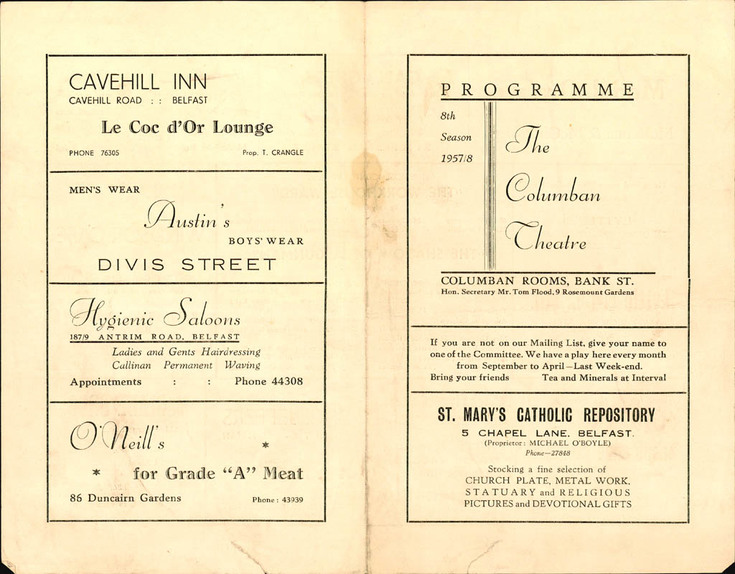 CAVEHILL INN
CAVEHILL ROAD : : BELFAST
Le Coc d'Or Lounge
PHONE 76305 Prop. T. CRANGLE
MEN'S WEAR
Austin's
BOYS' WEAR
DIVIS STREET
Hygienic Saloons
187/9 ANTRIM ROAD, BELFAST
Ladies and Gents Hairdressing
Callinan Permanent Waving
Appointments : : Phone 44308
O'Neill's *
* for Grade "A" Meat
86 Duncairn Gardens Phone: 43939
PROGRAMME
8th
Season
1957/8
The
Columban
Theatre
COLUMBAN ROOMS, BANK ST.
Hon. Secretary Mr. Tom Flood, 9 Rosemount Gardens
If you are not on our Mailing List, give your name to
one of the Committee. We have a play here every month
from September to April—Last Week-end.
Bring your friends Tea and Minerals at Interval
ST. MARY'S CATHOLIC REPOSITORY
5 CHAPEL LANE, BELFAST.
(Proprietor: MICHAEL O'BOYLE)
Phone—27848
Stocking a fine selection of
CHURCH PLATE, METAL WORK,
STATUARY and RELIGIOUS
PICTURES and DEVOTIONAL GIFTS